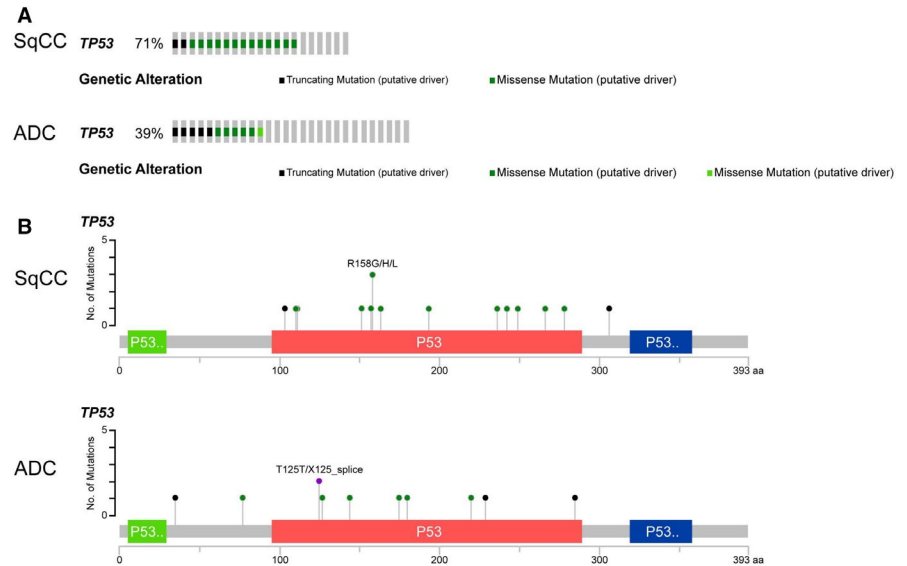 A
SqCC TP53 71%
Genetic Alteration Truncating Mutation (putative driver) Missense Mutation (putative driver)
ADC TP53 39%
Genetic Alteration Truncating Mutation (putative driver) Missense Mutation (putative driver) Missense Mutation (putative driver)
B
TP53
SqCC
No. of Mutations
5
0
R158G/H/L
P53.. P53 P53..
0 100 200 300 393 aa
TP53
ADC
No. of Mutations
5
0
T125T/X125_splice
P53.. P53 P53..
0 100 200 300 393 aa